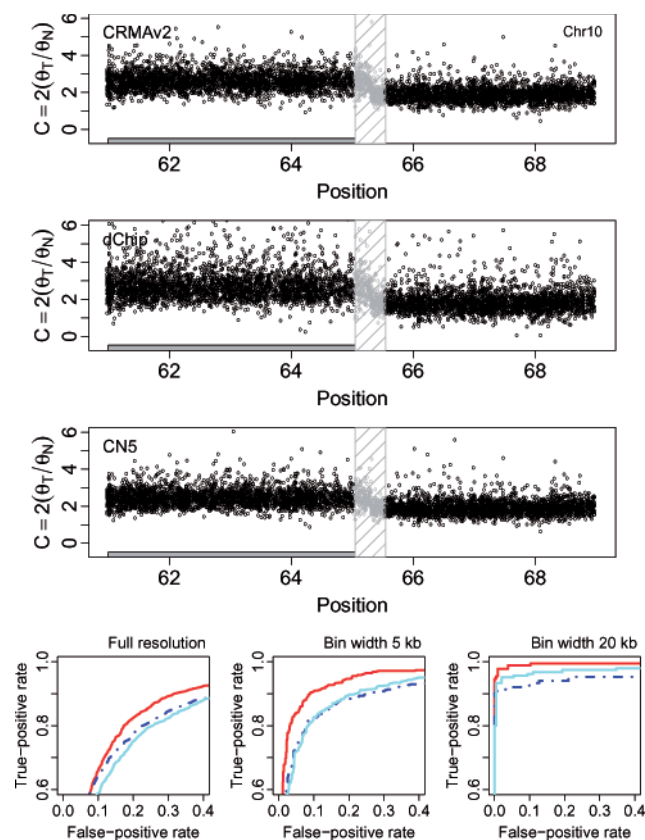 CRMAv2
Chr10
C = 2(θT/θN)
0 2 4 6
62 64 66 68
Position
dChip
C = 2(θT/θN)
0 2 4 6
62 64 66 68
Position
CN5
C = 2(θT/θN)
0 2 4 6
62 64 66 68
Position
Full resolution
True−positive rate
0.6 0.8 1.0
0.0 0.1 0.2 0.3 0.4
False−positive rate
Bin width 5 kb
True−positive rate
0.6 0.8 1.0
0.0 0.1 0.2 0.3 0.4
False−positive rate
Bin width 20 kb
True−positive rate
0.6 0.8 1.0
0.0 0.1 0.2 0.3 0.4
False−positive rate